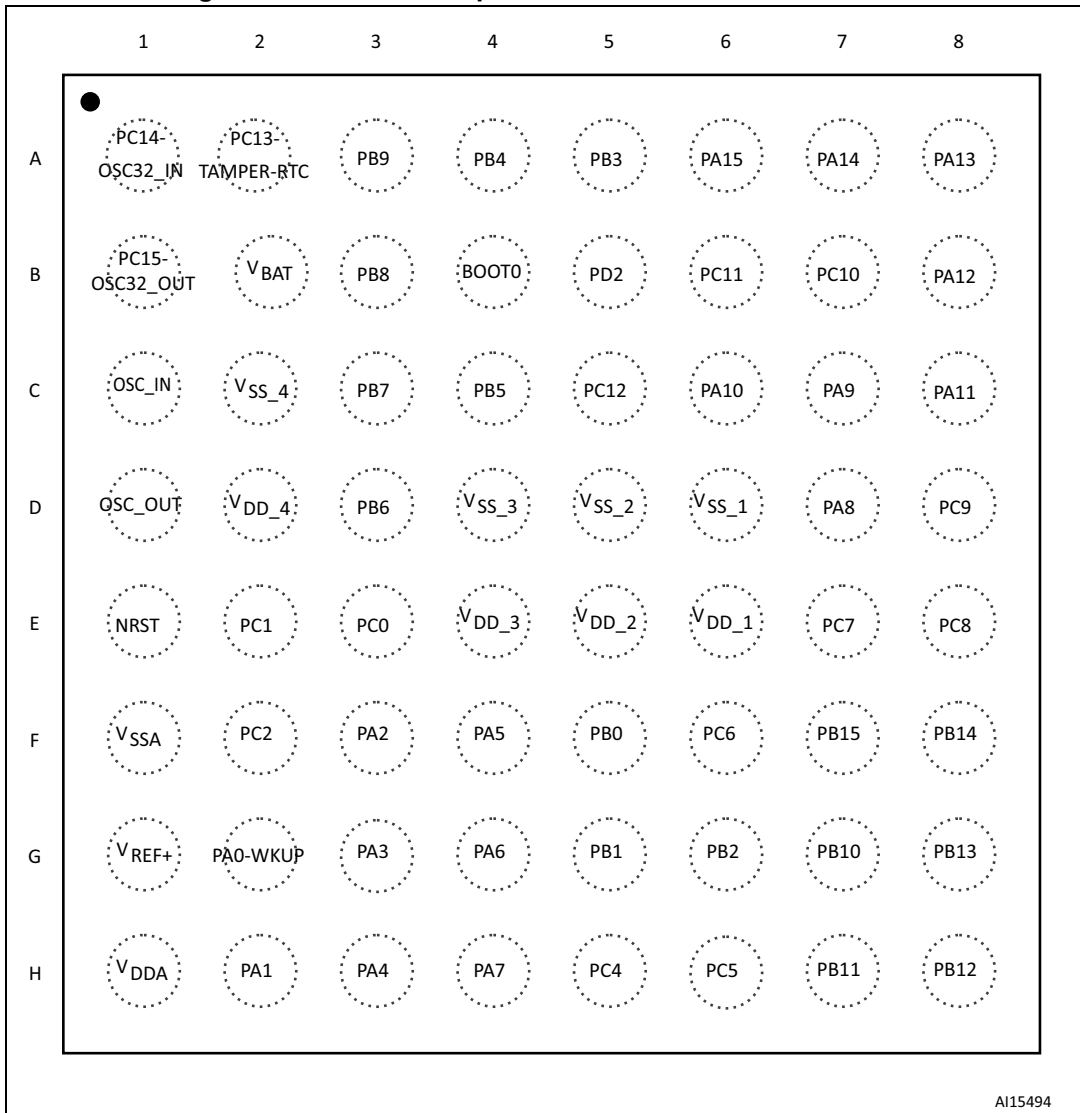 1 2 3 4 5 6 7 8
PC14- PC13-
A OSC32_IN TAMPER-RTC PB9 PB4 PB3 PA15 PA14 PA13
PC15-
OSC32_OUT
B VBAT PB8 BOOT0 PD2 PC11 PC10 PA12
C OSC_IN VSS_4 PB7 PB5 PC12 PA10 PA9 PA11
D OSC_OUT VDD_4 PB6 VSS_3 VSS_2 VSS_1 PA8 PC9
E NRST PC1 PC0 VDD_3 VDD_2 VDD_1 PC7 PC8
F VSSA PC2 PA2 PA5 PB0 PC6 PB15 PB14
G VREF+ PA0-WKUP PA3 PA6 PB1 PB2 PB10 PB13
H VDDA PA1 PA4 PA7 PC4 PC5 PB11 PB12
AI15494